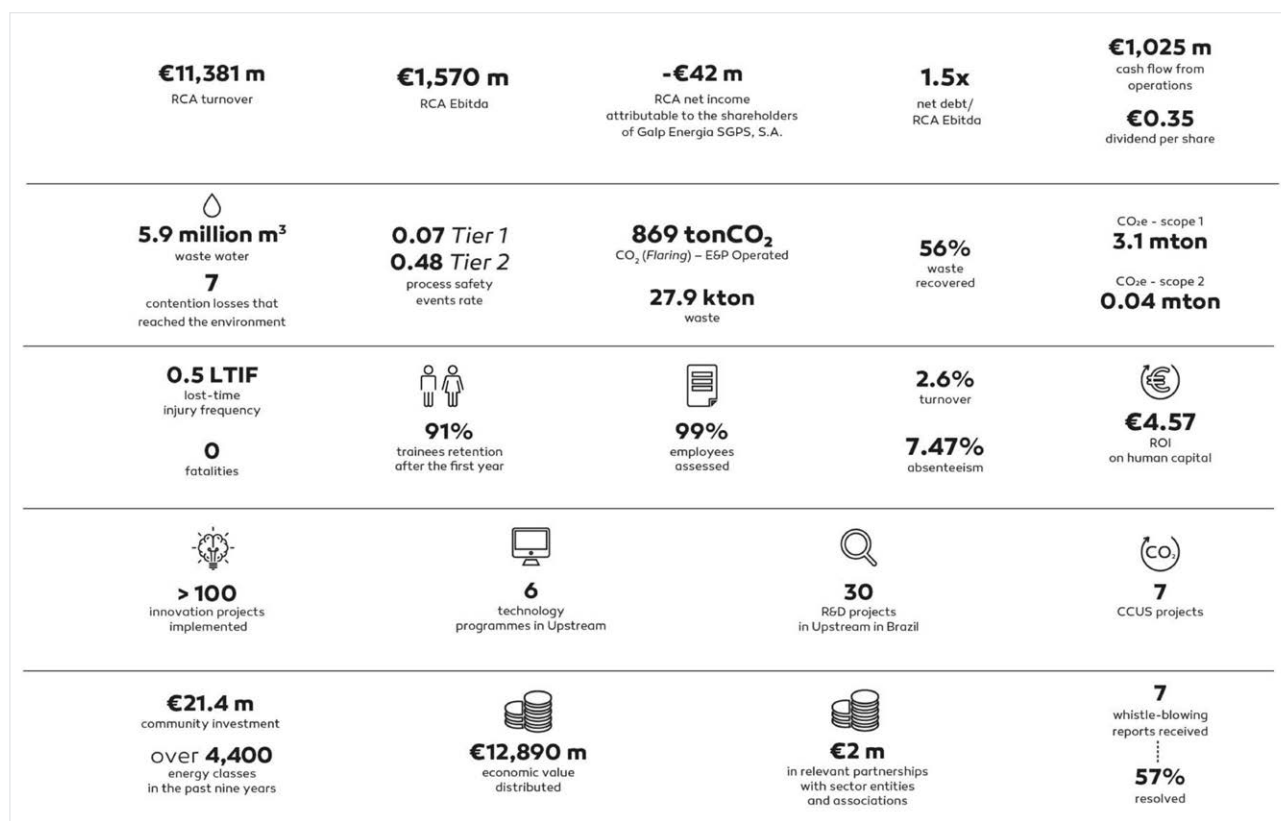 €11,381 m
RCA turnover
€1,570 m
RCA Ebitda
-€42 m
RCA net income
attributable to the shareholders
of Galp Energia SGPS, S.A.
1.5x
net debt/
RCA Ebitda
€1,025 m
cash flow from
operations
€0.35
dividend per share
5.9 million m³
waste water
7
contention losses that
reached the environment
0.07 Tier 1
0.48 Tier 2
process safety
events rate
869 tonCO₂
CO₂ (Flaring) – E&P Operated
27.9 kton
waste
56%
waste
recovered
CO₂e - scope 1
3.1 mton
CO₂e - scope 2
0.04 mton
0.5 LTIF
lost-time
injury frequency
0
fatalities
91%
trainees retention
after the first year
99%
employees
assessed
2.6%
turnover
7.47%
absenteeism
€
€4.57
ROI
on human capital
> 100
innovation projects
implemented
6
technology
programmes in Upstream
30
R&D projects
in Upstream in Brazil
CO₂
7
CCUS projects
€21.4 m
community investment
over 4,400
energy classes
in the past nine years
€12,890 m
economic value
distributed
€2 m
in relevant partnerships
with sector entities
and associations
7
whistle-blowing
reports received
57%
resolved